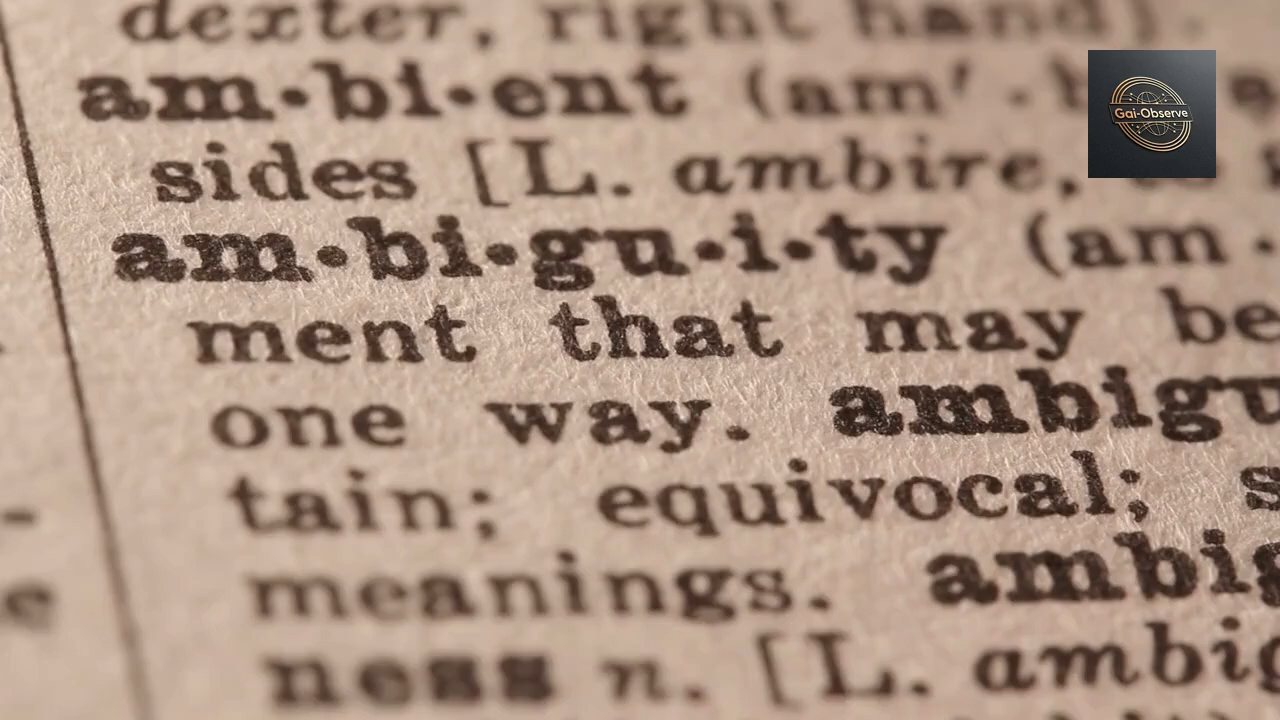 dexter, right hand].
am•bi•ent (am'
sides [L. ambire,
am•bi•gu•i•ty (am•
ment that may be
one way. ambigu
tain; equivocal; s
meanings. ambig
ness n. [L. ambig
Gai-Observe